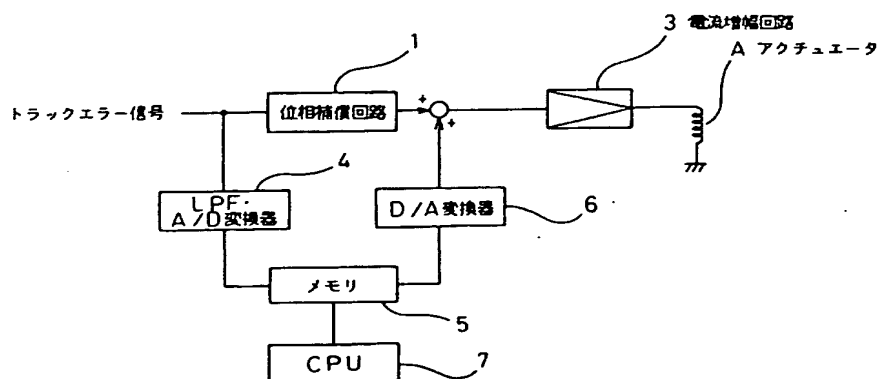 3 電流増幅回路
A アクチュエータ
1
トラックエラー信号
位相補償回路
+
+
4
LPF・
A/D変換器
D/A変換器
6
メモリ
5
CPU
7